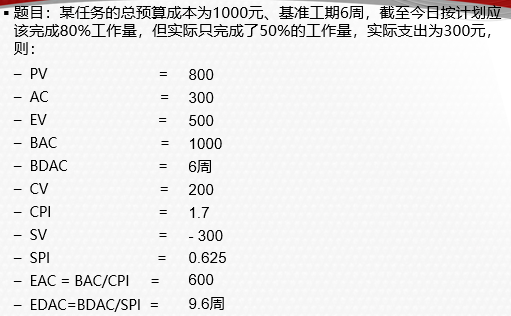 ▪ 题目：某任务的总预算成本为1000元、基准工期6周，截至今日按计划应
该完成80%工作量，但实际只完成了50%的工作量，实际支出为300元，
则：
– PV = 800
– AC = 300
– EV = 500
– BAC = 1000
– BDAC = 6周
– CV = 200
– CPI = 1.7
– SV = - 300
– SPI = 0.625
– EAC = BAC/CPI = 600
– EDAC=BDAC/SPI = 9.6周